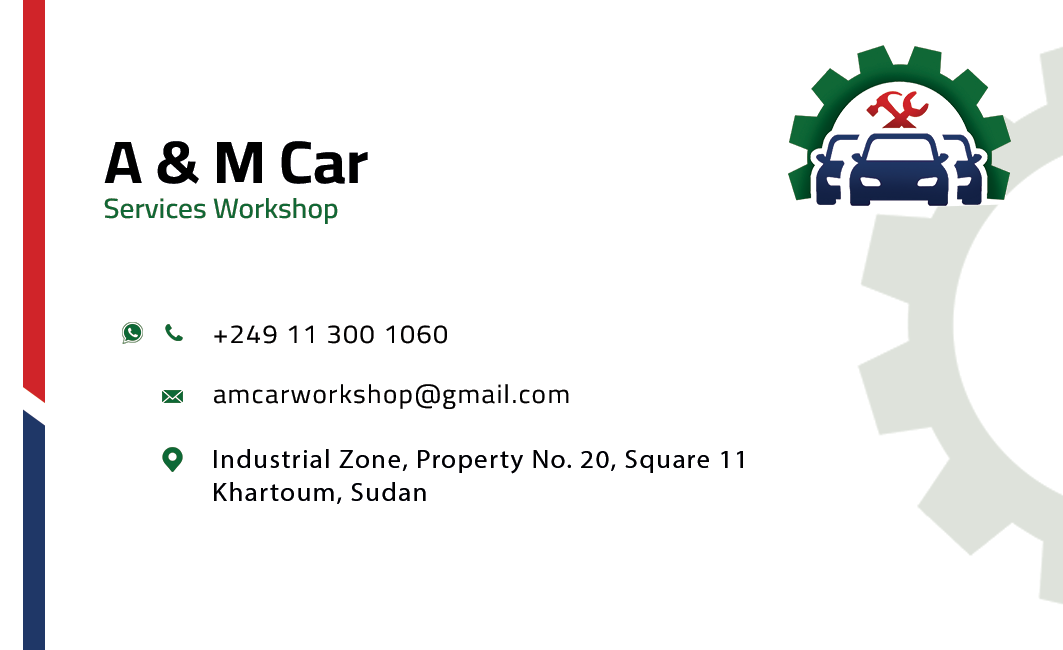 A & M Car
Services Workshop
+249 11 300 1060
amcarworkshop@gmail.com
Industrial Zone, Property No. 20, Square 11
Khartoum, Sudan